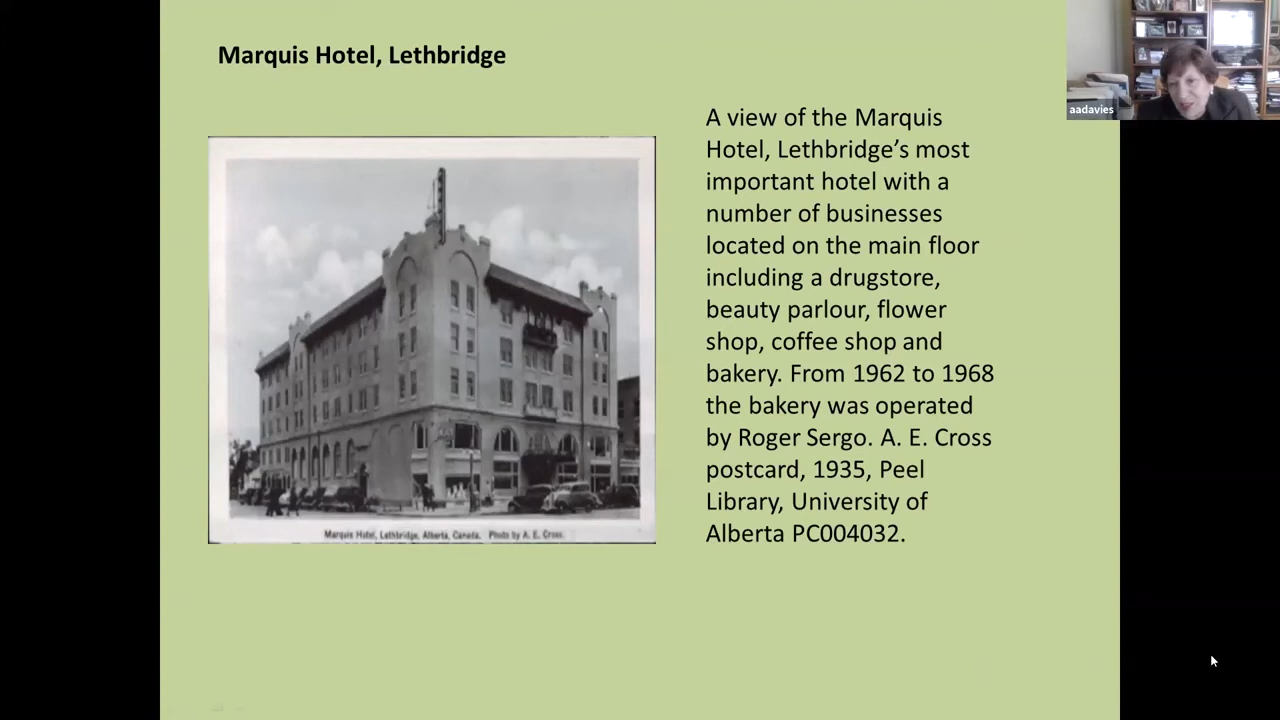 Marquis Hotel, Lethbridge
aadavies
A view of the Marquis
Hotel, Lethbridge’s most
important hotel with a
number of businesses
located on the main floor
including a drugstore,
beauty parlour, flower
shop, coffee shop and
bakery. From 1962 to 1968
the bakery was operated
by Roger Sergo. A. E. Cross
postcard, 1935, Peel
Library, University of
Alberta PC004032.
Marquis Hotel, Lethbridge, Alberta, Canada. Photo by A. E. Cross.